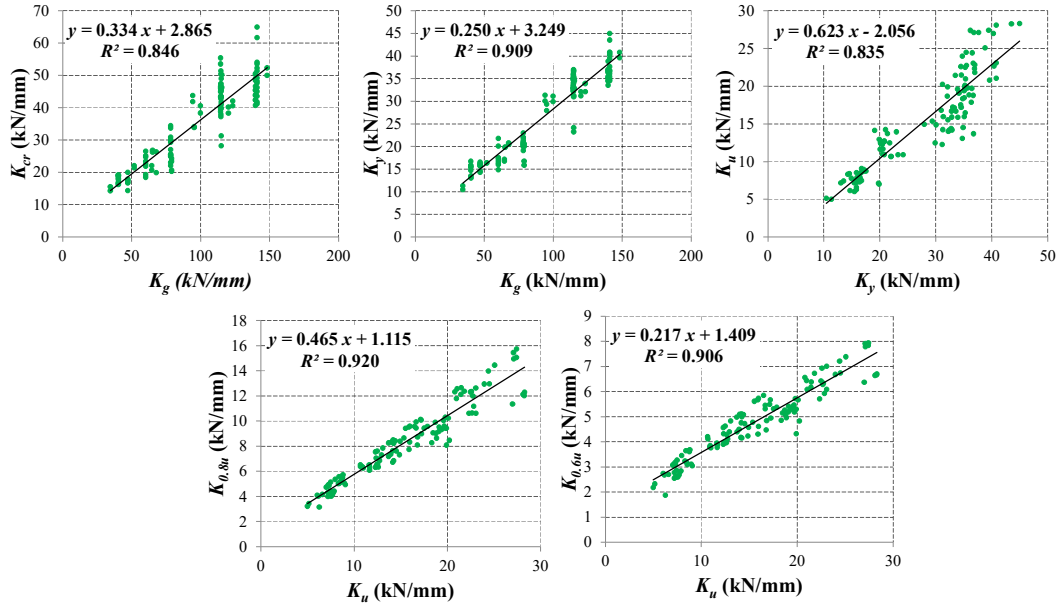 y = 0.334 x + 2.865
R² = 0.846
K_cr (kN/mm)
70
60
50
40
30
20
10
0
0 50 100 150 200
K_g (kN/mm)
y = 0.250 x + 3.249
R² = 0.909
K_y (kN/mm)
50
45
40
35
30
25
20
15
10
5
0
0 50 100 150 200
K_g (kN/mm)
y = 0.623 x - 2.056
R² = 0.835
K_u (kN/mm)
30
25
20
15
10
5
0
0 10 20 30 40 50
K_y (kN/mm)
y = 0.465 x + 1.115
R² = 0.920
K_0.8u (kN/mm)
18
16
14
12
10
8
6
4
2
0
0 10 20 30
K_u (kN/mm)
y = 0.217 x + 1.409
R² = 0.906
K_0.6u (kN/mm)
9
8
7
6
5
4
3
2
1
0
0 10 20 30
K_u (kN/mm)